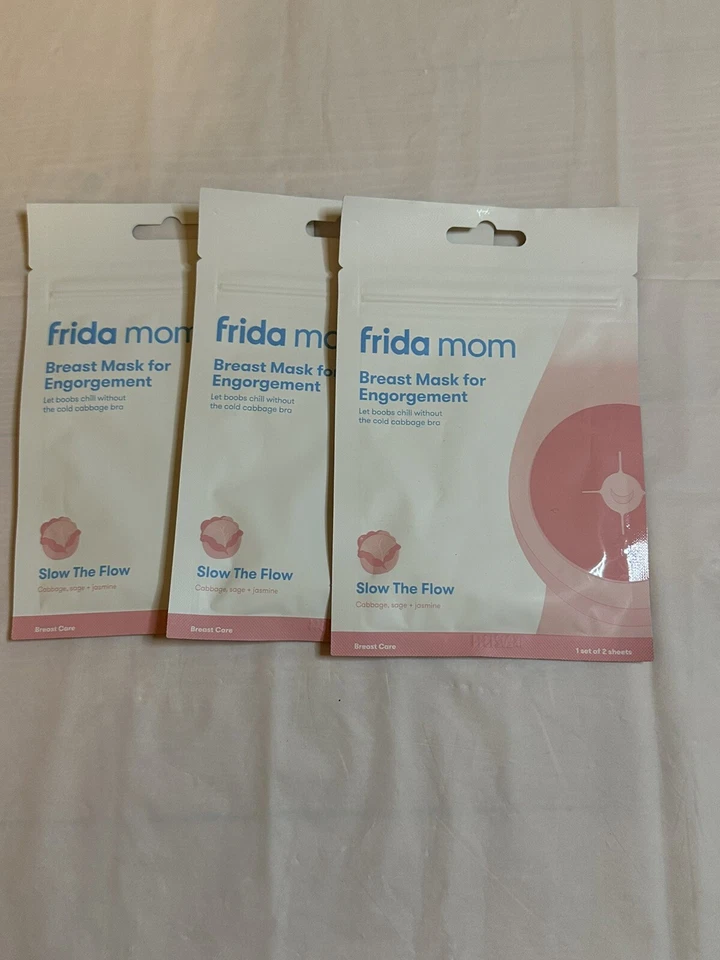 frida mom
Breast Mask for
Engorgement
Let boobs chill without
the cold cabbage bra
Slow The Flow
Cabbage, sage + jasmine
Breast Care
frida mo
Breast Mask for
Engorgement
Let boobs chill without
the cold cabbage bra
Slow The Flow
Cabbage, sage + jasmine
Breast Care
frida mom
Breast Mask for
Engorgement
Let boobs chill without
the cold cabbage bra
Slow The Flow
Cabbage, sage + jasmine
Breast Care
1 set of 2 sheets